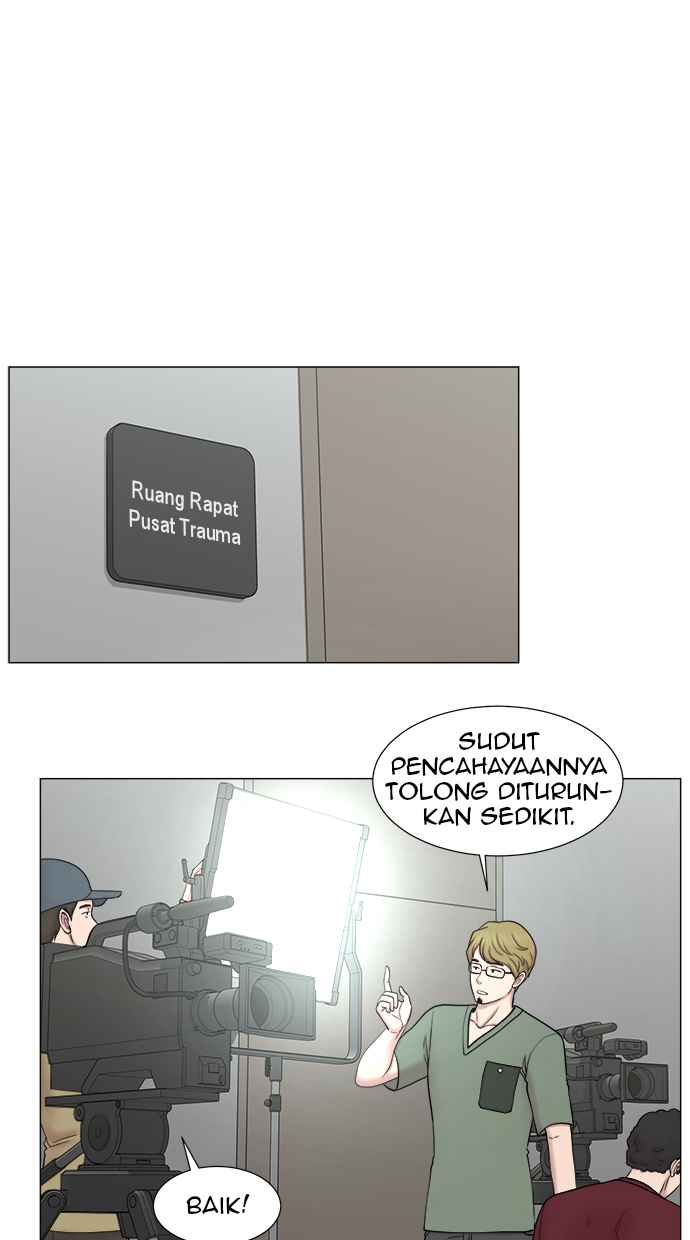 Ruang Rapat
Pusat Trauma
SUDUT
PENCAHAYAANNYA
TOLONG DITURUN-
KAN SEDIKIT.
BAIK!